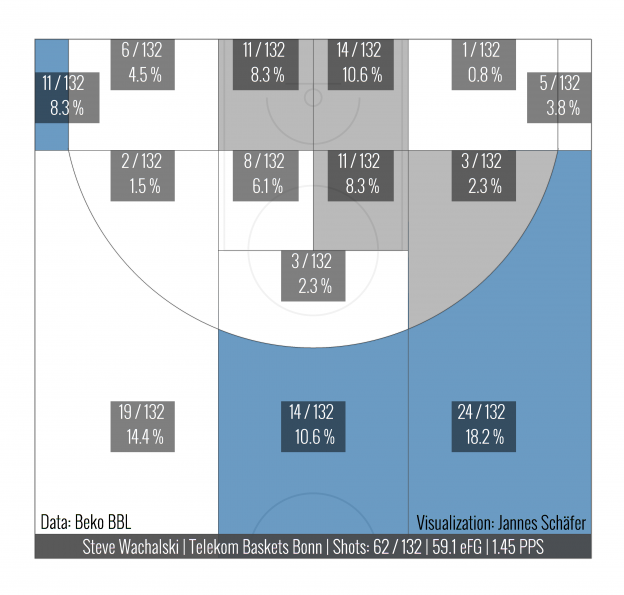 6 / 132
4.5 %
11 / 132
8.3 %
14 / 132
10.6 %
1 / 132
0.8 %
11 / 132
8.3 %
5 / 132
3.8 %
2 / 132
1.5 %
8 / 132
6.1 %
11 / 132
8.3 %
3 / 132
2.3 %
3 / 132
2.3 %
19 / 132
14.4 %
14 / 132
10.6 %
24 / 132
18.2 %
Data: Beko BBL
Visualization: Jannes Schäfer
Steve Wachalski | Telekom Baskets Bonn | Shots: 62 / 132 | 59.1 eFG | 1.45 PPS